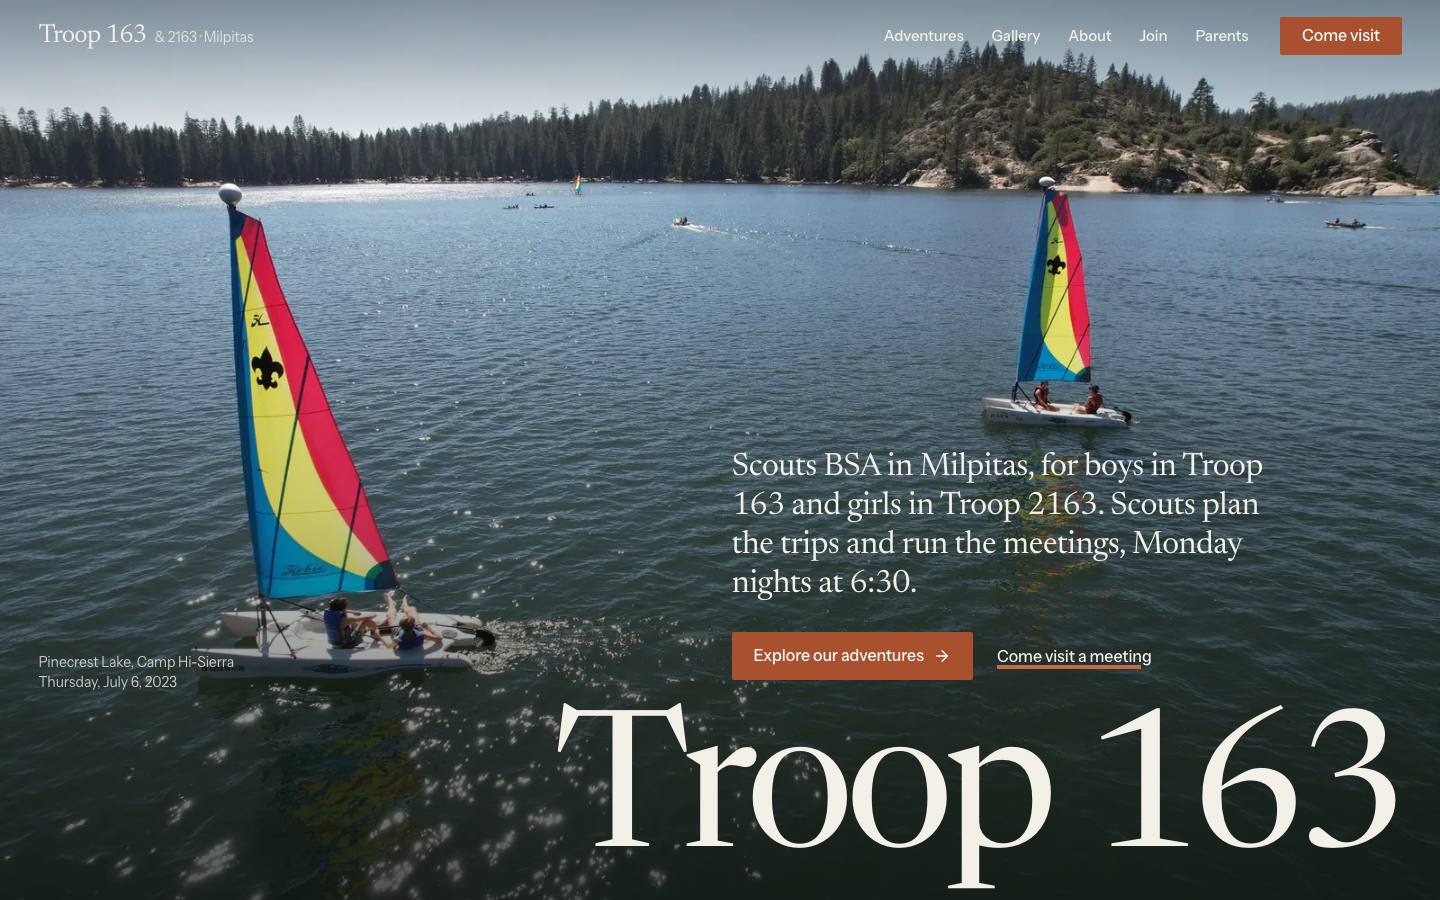 Troop 163 & 2163 · Milpitas
Adventures
Gallery
About
Join
Parents
Come visit
Scouts BSA in Milpitas, for boys in Troop
163 and girls in Troop 2163. Scouts plan
the trips and run the meetings, Monday
nights at 6:30.
Explore our adventures →
Come visit a meeting
Pinecrest Lake, Camp Hi-Sierra
Thursday, July 6, 2023
Troop 163